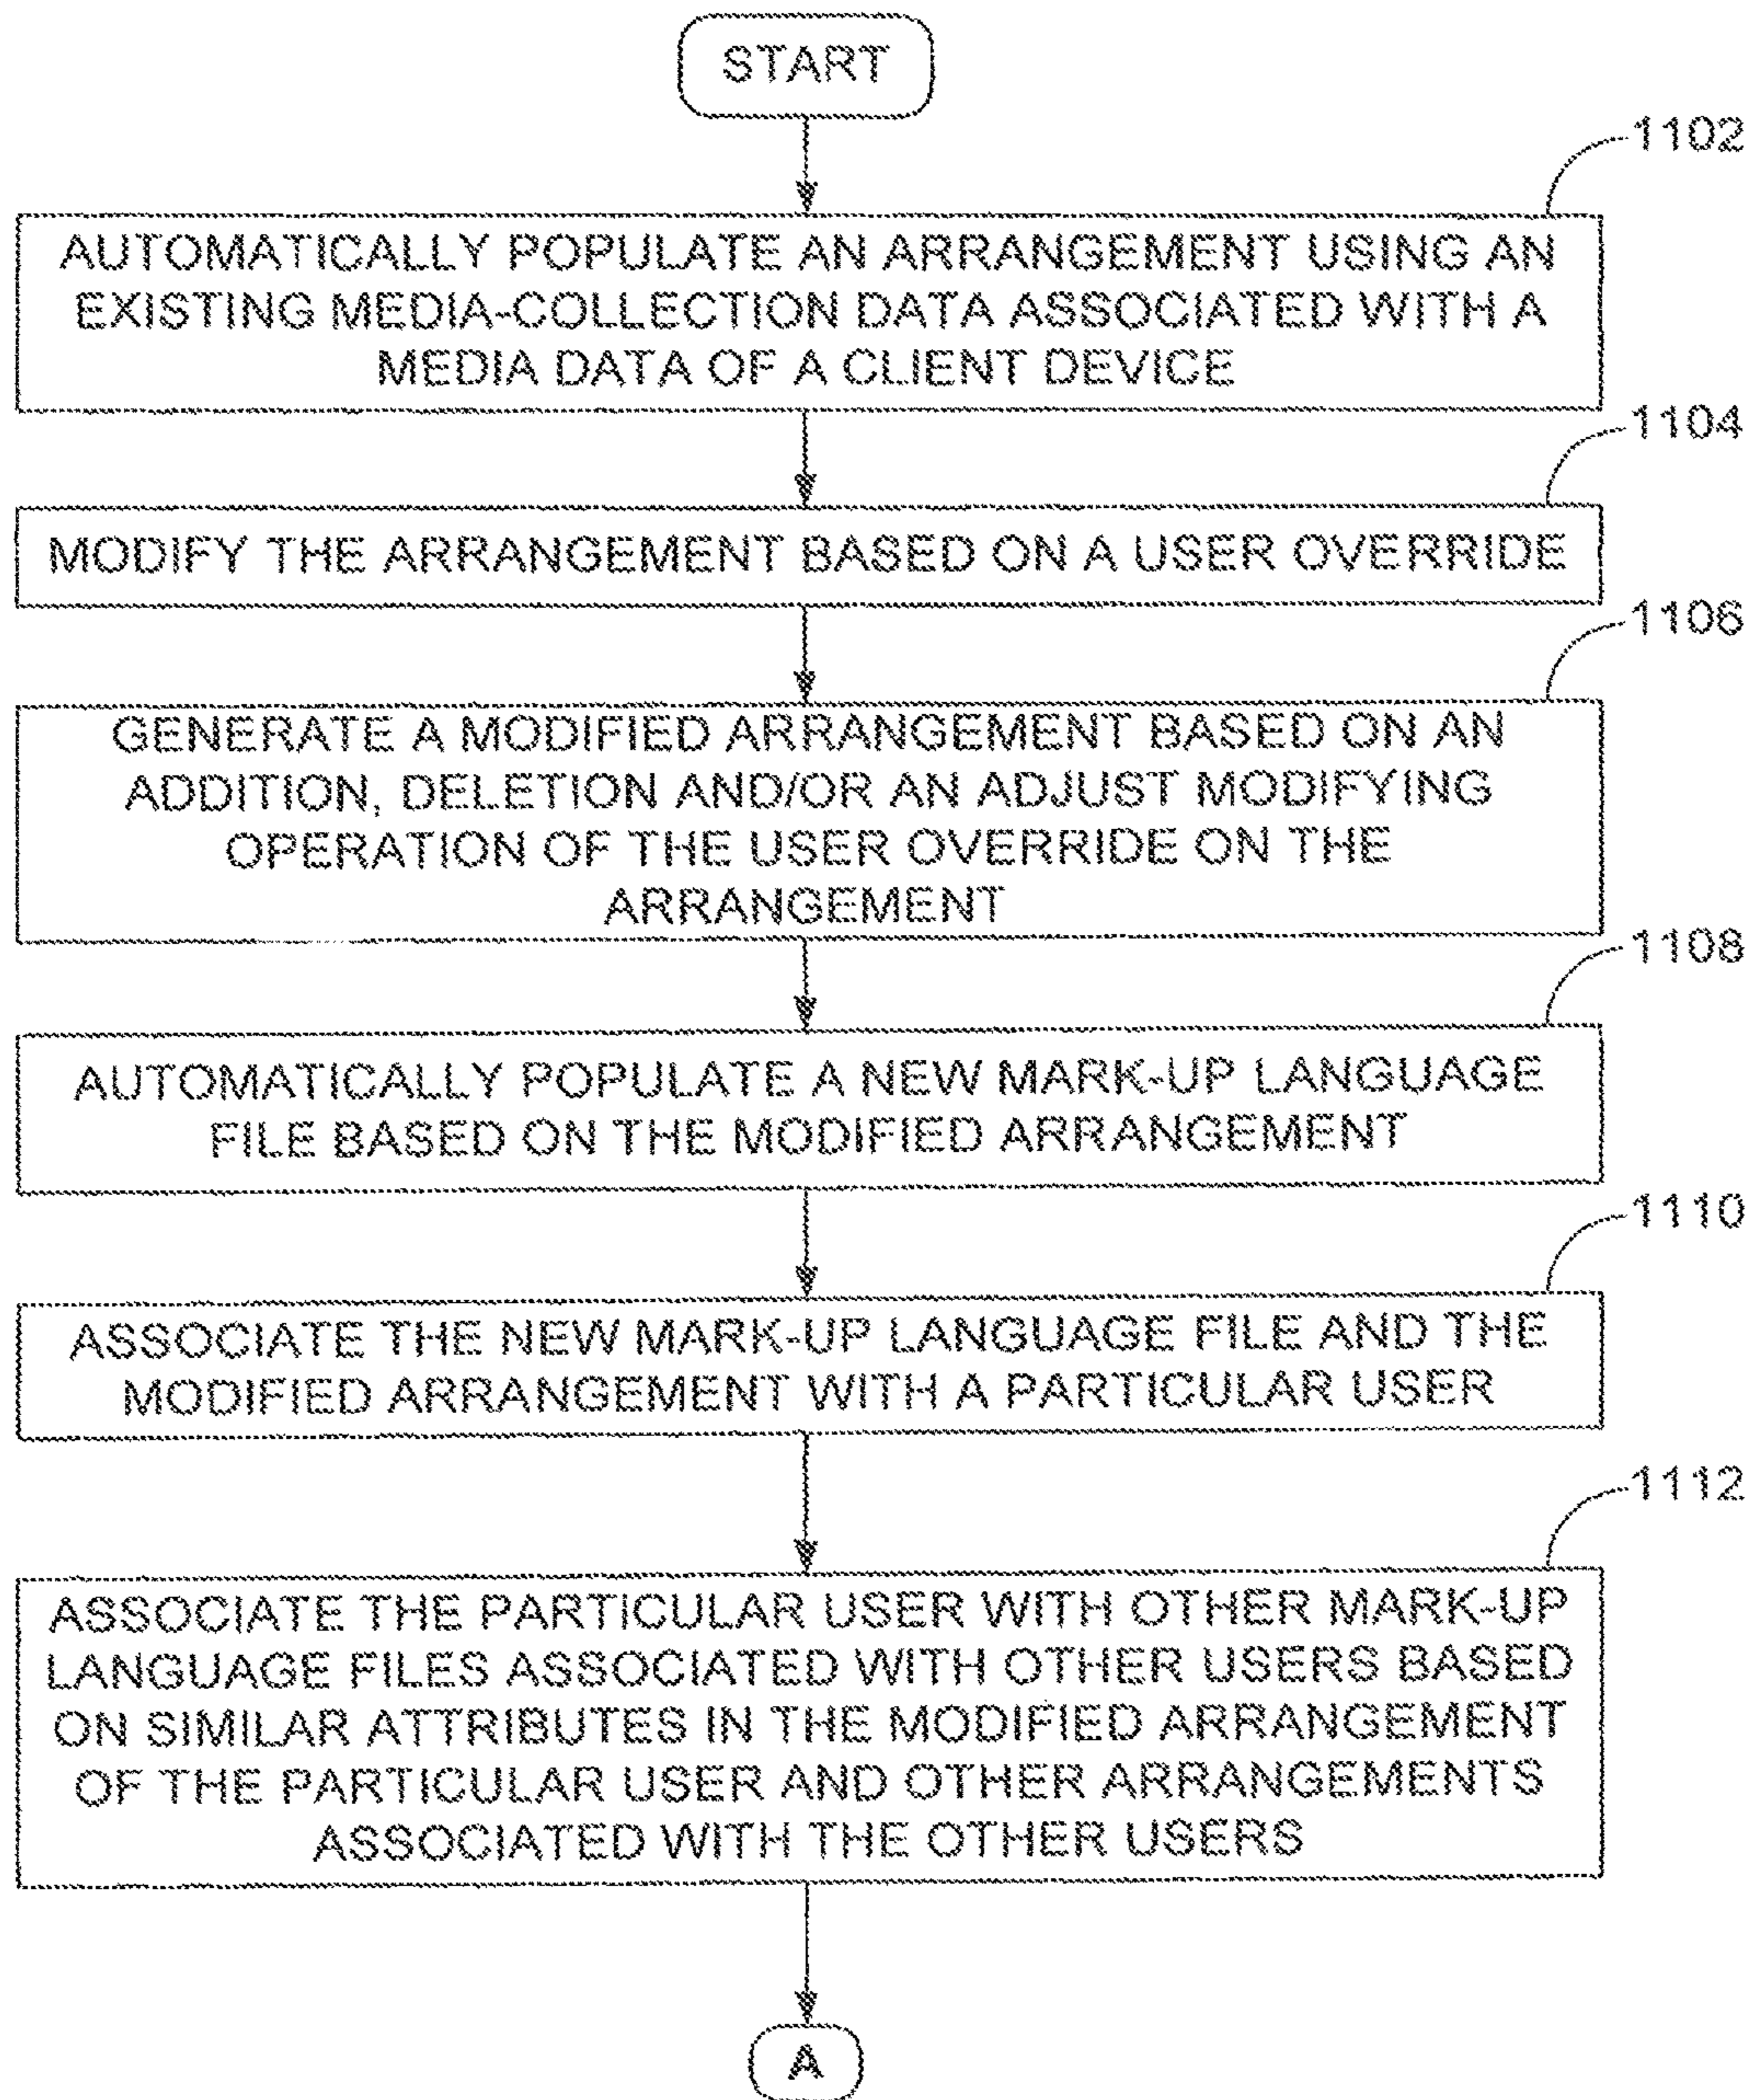 START
1102
AUTOMATICALLY POPULATE AN ARRANGEMENT USING AN
EXISTING MEDIA-COLLECTION DATA ASSOCIATED WITH A
MEDIA DATA OF A CLIENT DEVICE
1104
MODIFY THE ARRANGEMENT BASED ON A USER OVERRIDE
1106
GENERATE A MODIFIED ARRANGEMENT BASED ON AN
ADDITION, DELETION AND/OR AN ADJUST MODIFYING
OPERATION OF THE USER OVERRIDE ON THE
ARRANGEMENT
1108
AUTOMATICALLY POPULATE A NEW MARK-UP LANGUAGE
FILE BASED ON THE MODIFIED ARRANGEMENT
1110
ASSOCIATE THE NEW MARK-UP LANGUAGE FILE AND THE
MODIFIED ARRANGEMENT WITH A PARTICULAR USER
1112
ASSOCIATE THE PARTICULAR USER WITH OTHER MARK-UP
LANGUAGE FILES ASSOCIATED WITH OTHER USERS BASED
ON SIMILAR ATTRIBUTES IN THE MODIFIED ARRANGEMENT
OF THE PARTICULAR USER AND OTHER ARRANGEMENTS
ASSOCIATED WITH THE OTHER USERS
A